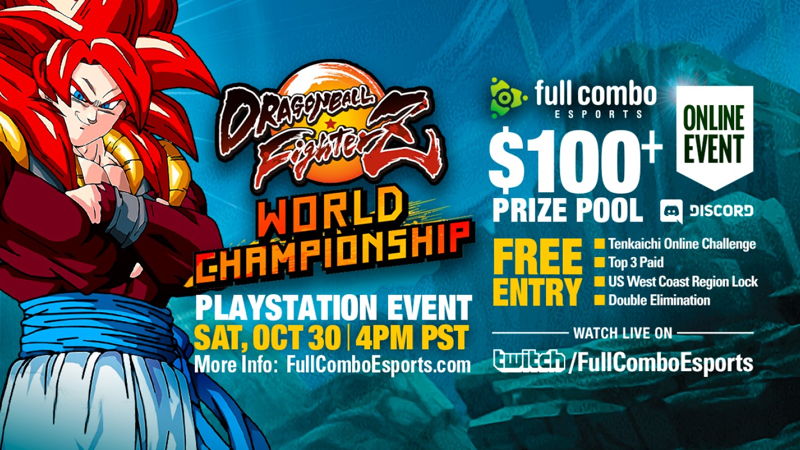 DRAGONBALL
FighterZ
WORLD
CHAMPIONSHIP
PLAYSTATION EVENT
SAT, OCT 30 | 4PM PST
More Info: FullComboEsports.com
full combo
ESPORTS
ONLINE
EVENT
$100+
PRIZE POOL
DISCORD
FREE
ENTRY
Tenkaichi Online Challenge
Top 3 Paid
US West Coast Region Lock
Double Elimination
WATCH LIVE ON
twitch/FullComboEsports